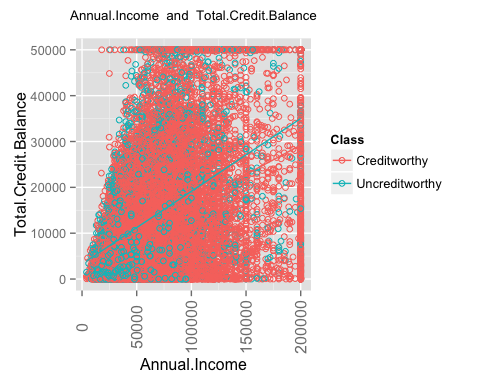 Annual.Income and Total.Credit.Balance
Total.Credit.Balance
50000
40000
30000
20000
10000
0
0
50000
100000
150000
200000
Annual.Income
Class
Creditworthy
Uncreditworthy